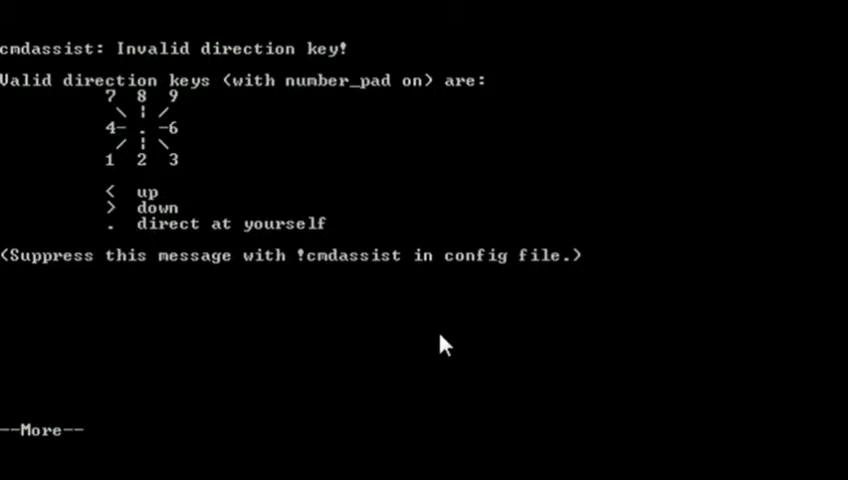 cmdassist: Invalid direction key!
Valid direction keys (with number_pad on) are:
7 8 9
\ ¦ /
4- . -6
/ ¦ \
1 2 3
< up
> down
. direct at yourself
(Suppress this message with !cmdassist in config file.)
--More--